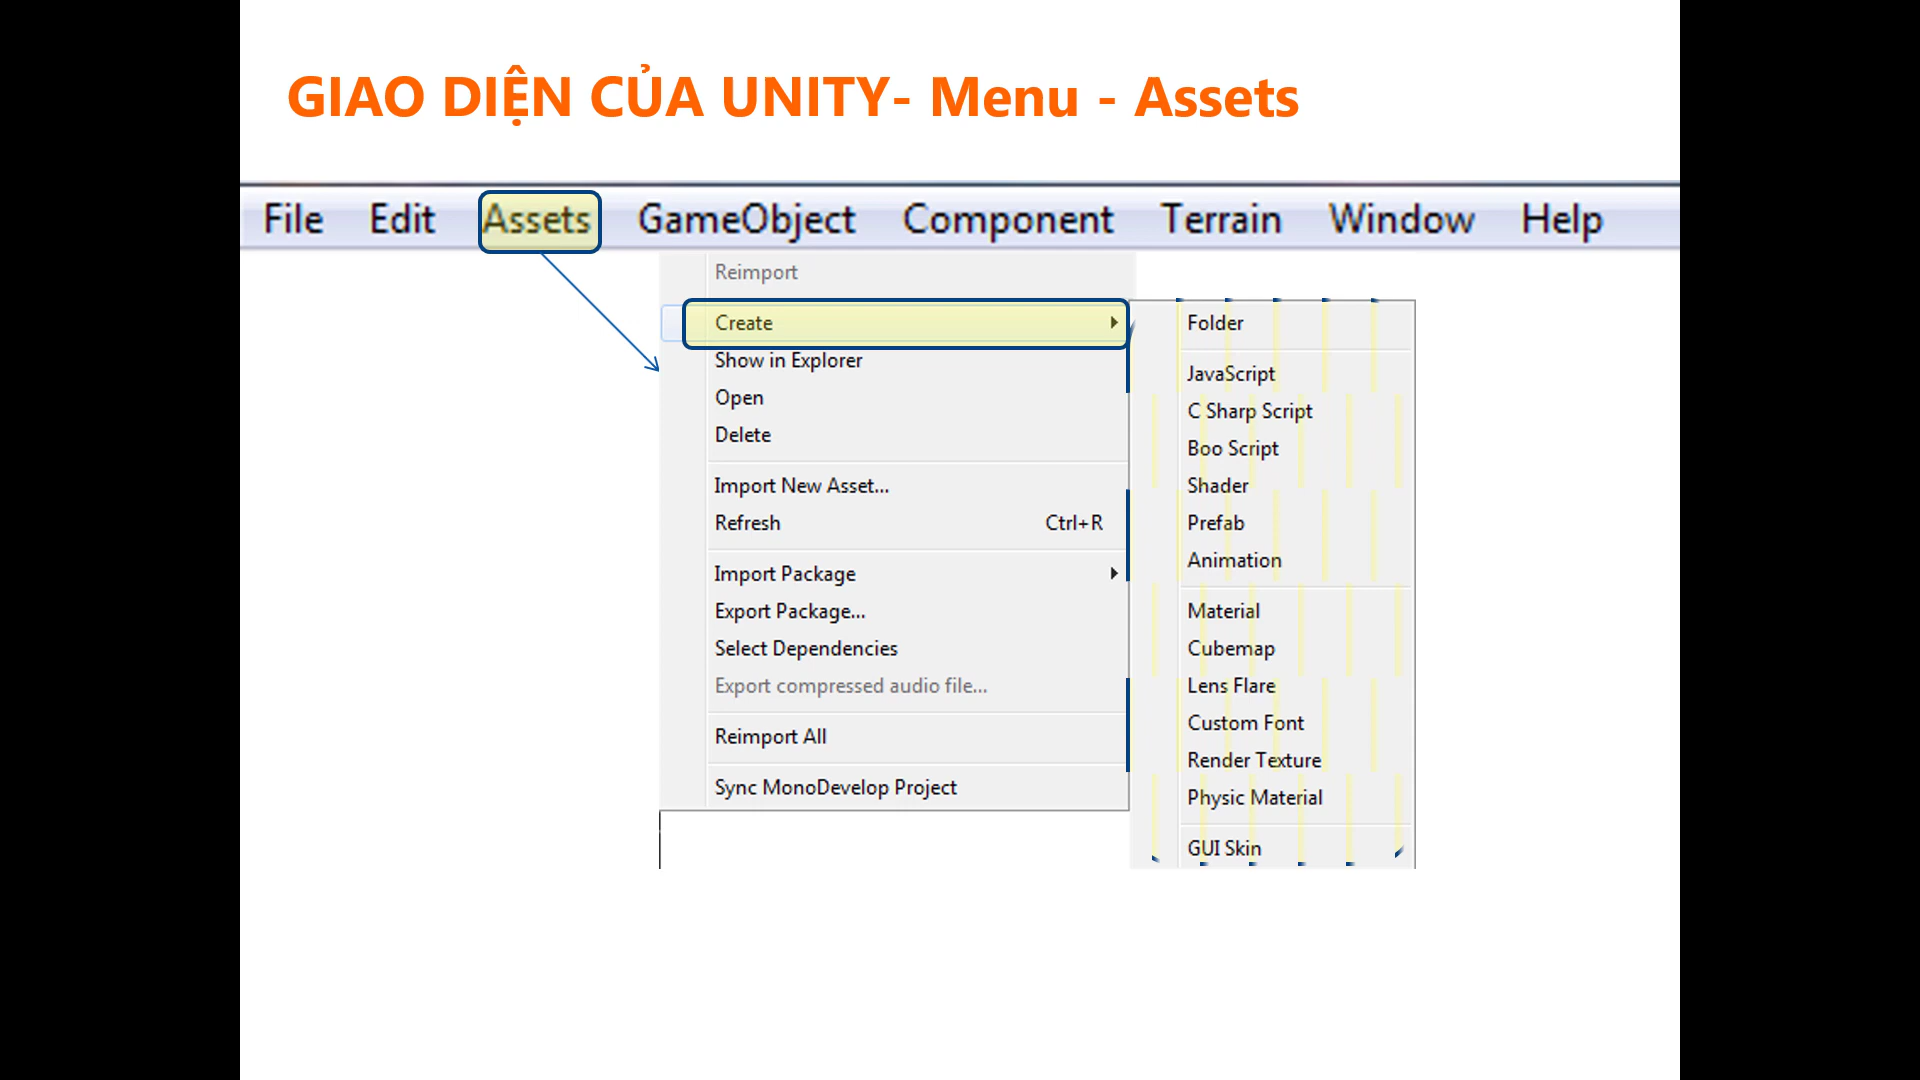 GIAO DIỆN CỦA UNITY- Menu - Assets
File Edit Assets GameObject Component Terrain Window Help
Reimport
Create
Show in Explorer
Open
Delete
Import New Asset...
Refresh Ctrl+R
Import Package
Export Package...
Select Dependencies
Export compressed audio file...
Reimport All
Sync MonoDevelop Project
Folder
JavaScript
C Sharp Script
Boo Script
Shader
Prefab
Animation
Material
Cubemap
Lens Flare
Custom Font
Render Texture
Physic Material
GUI Skin